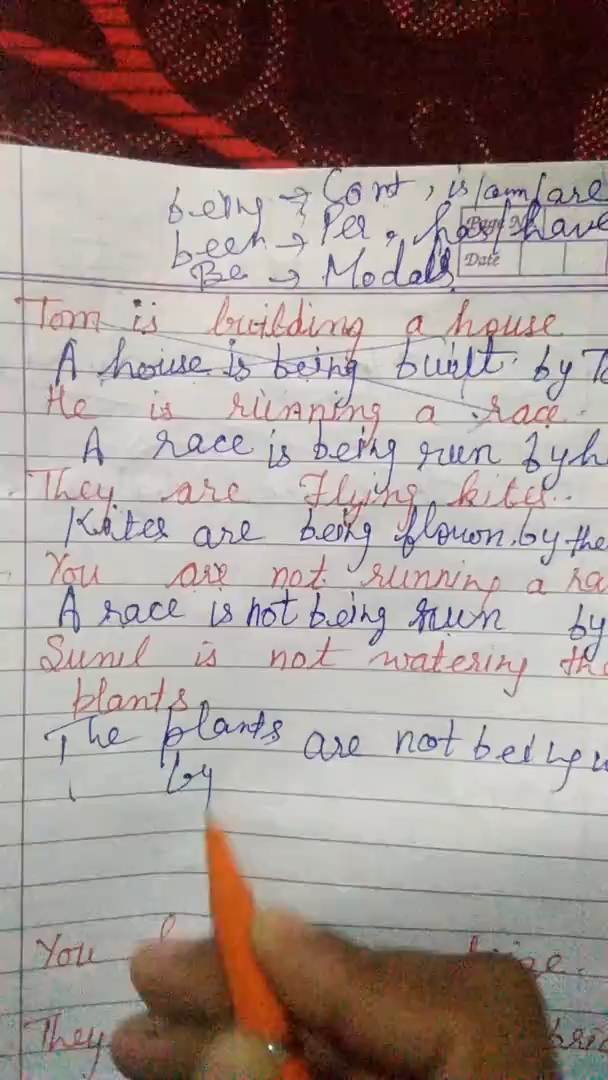 being → Cont, is/am/are
been → Per, has/have
Page No
Be → Modals
Date
Tom is building a house
A house is being built by
He is running a race.
A race is being run by h
They are Flying kites.
Kites are being flown by the
You are not running a
A race is not being run by
Sunil is not watering the
plants
The plants are not being
by
You
They